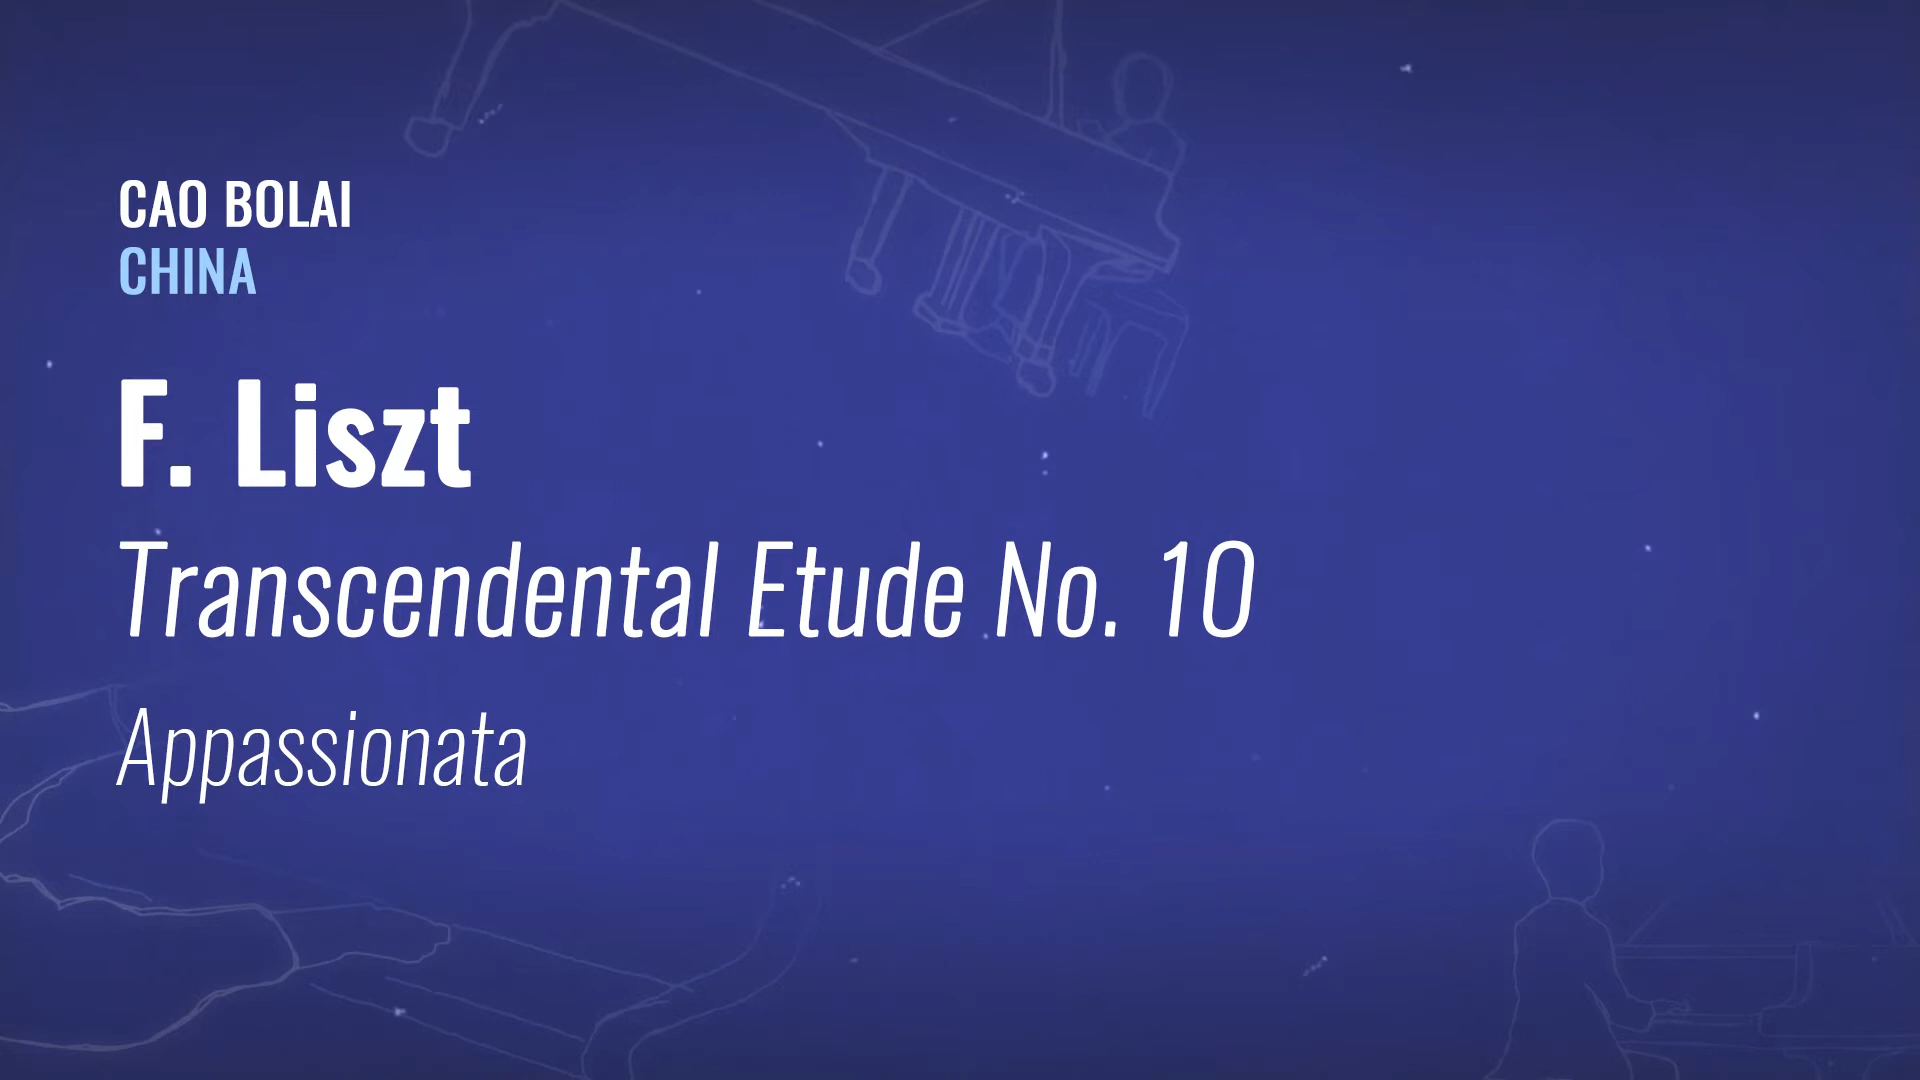 CAO BOLAI
CHINA
F. Liszt
Transcendental Etude No. 10
Appassionata